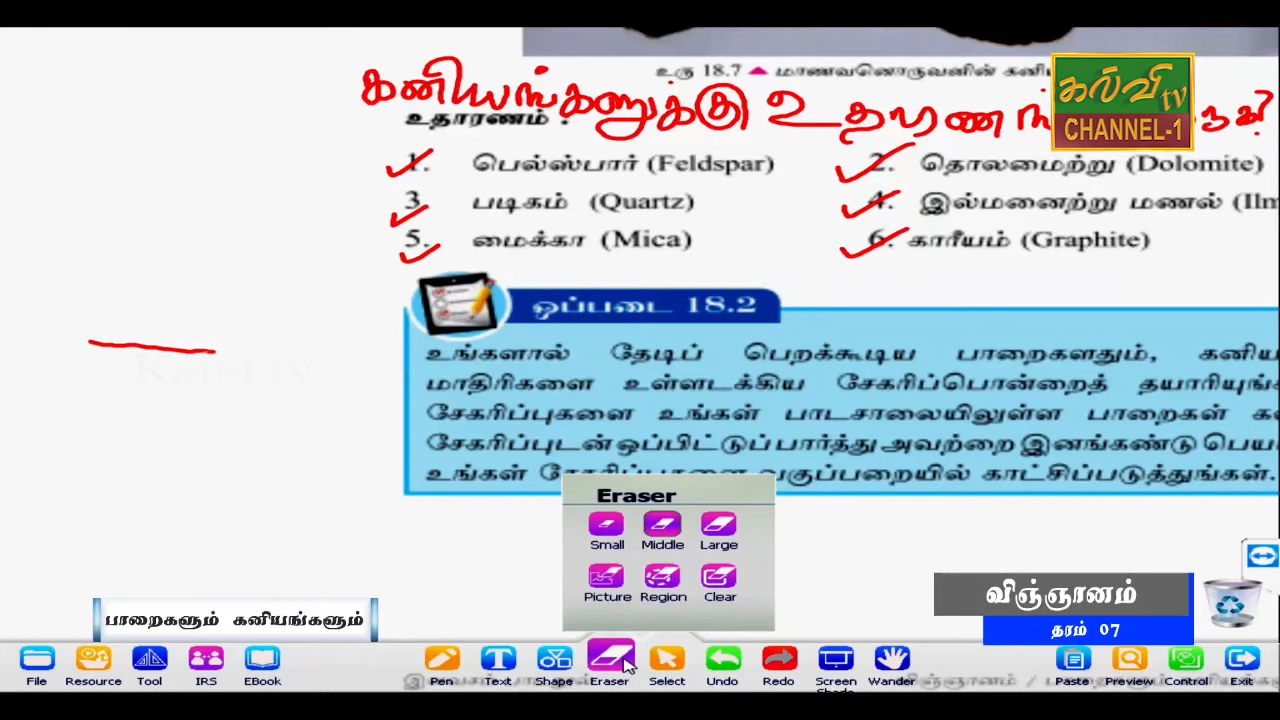 உரு 18.7 ▲ மாணவனொருவனின் கனி
கனியங்களுக்கு உதாரணங்
உதாரணம் :
1. பெல்ஸ்பார் (Feldspar)
2. தொலமைற்று (Dolomite)
3 படிகம் (Quartz)
4. இல்மனைற்று மணல் (Ilm
5. மைக்கா (Mica)
6. காரீயம் (Graphite)
கல்வி tv
CHANNEL-1
ஒப்படை 18.2
உங்களால் தேடிப் பெறக்கூடிய பாறைகளதும், கனிய
மாதிரிகளை உள்ளடக்கிய சேகரிப்பொன்றைத் தயாரியுங்
சேகரிப்புகளை உங்கள் பாடசாலையிலுள்ள பாறைகள் க
சேகரிப்புடன் ஒப்பிட்டுப் பார்த்து அவற்றை இனங்கண்டு பெய
உங்கள் வகுப்பறையில் காட்சிப்படுத்துங்கள்.
Kalvi tv
Eraser
Small Middle Large
Picture Region Clear
விஞ்ஞானம்
தரம் 07
பாறைகளும் கனியங்களும்
File Resource Tool IRS EBook Pen Text Shape Eraser Select Undo Redo Screen Shade Wander Paste Preview Control Exit